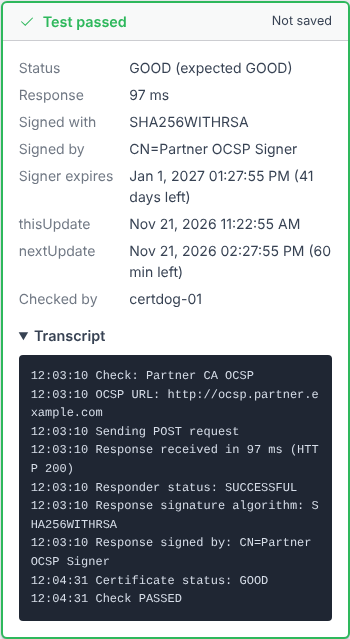 Test passed
Not saved
Status GOOD (expected GOOD)
Response 97 ms
Signed with SHA256WITHRSA
Signed by CN=Partner OCSP Signer
Signer expires Jan 1, 2027 01:27:55 PM (41
days left)
thisUpdate Nov 21, 2026 11:22:55 AM
nextUpdate Nov 21, 2026 02:27:55 PM (60
min left)
Checked by certdog-01
Transcript
12:03:10 Check: Partner CA OCSP
12:03:10 OCSP URL: http://ocsp.partner.e
xample.com
12:03:10 Sending POST request
12:03:10 Response received in 97 ms (HTT
P 200)
12:03:10 Responder status: SUCCESSFUL
12:03:10 Response signature algorithm: S
HA256WITHRSA
12:03:10 Response signed by: CN=Partner
OCSP Signer
12:04:31 Certificate status: GOOD
12:04:31 Check PASSED